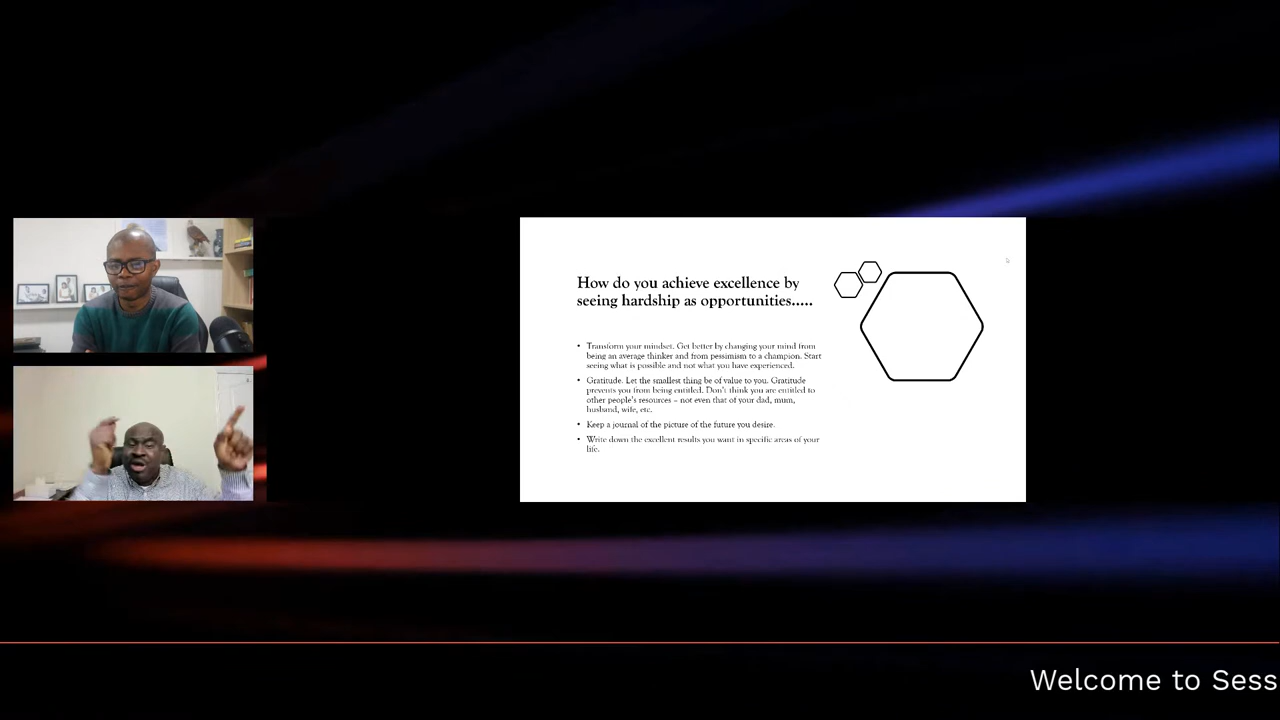 How do you achieve excellence by
seeing hardship as opportunities.....
• Transform your mindset. Get better by changing your mind from
being an average thinker and from pessimism to a champion. Start
seeing what is possible and not what you have experienced.
• Gratitude. Let the smallest thing be of value to you. Gratitude
prevents you from being entitled. Don't think you are entitled to
other people's resources – not even that of your dad, mum,
husband, wife, etc.
• Keep a journal of the picture of the future you desire.
• Write down the excellent results you want in specific areas of your
life.
Welcome to Sess